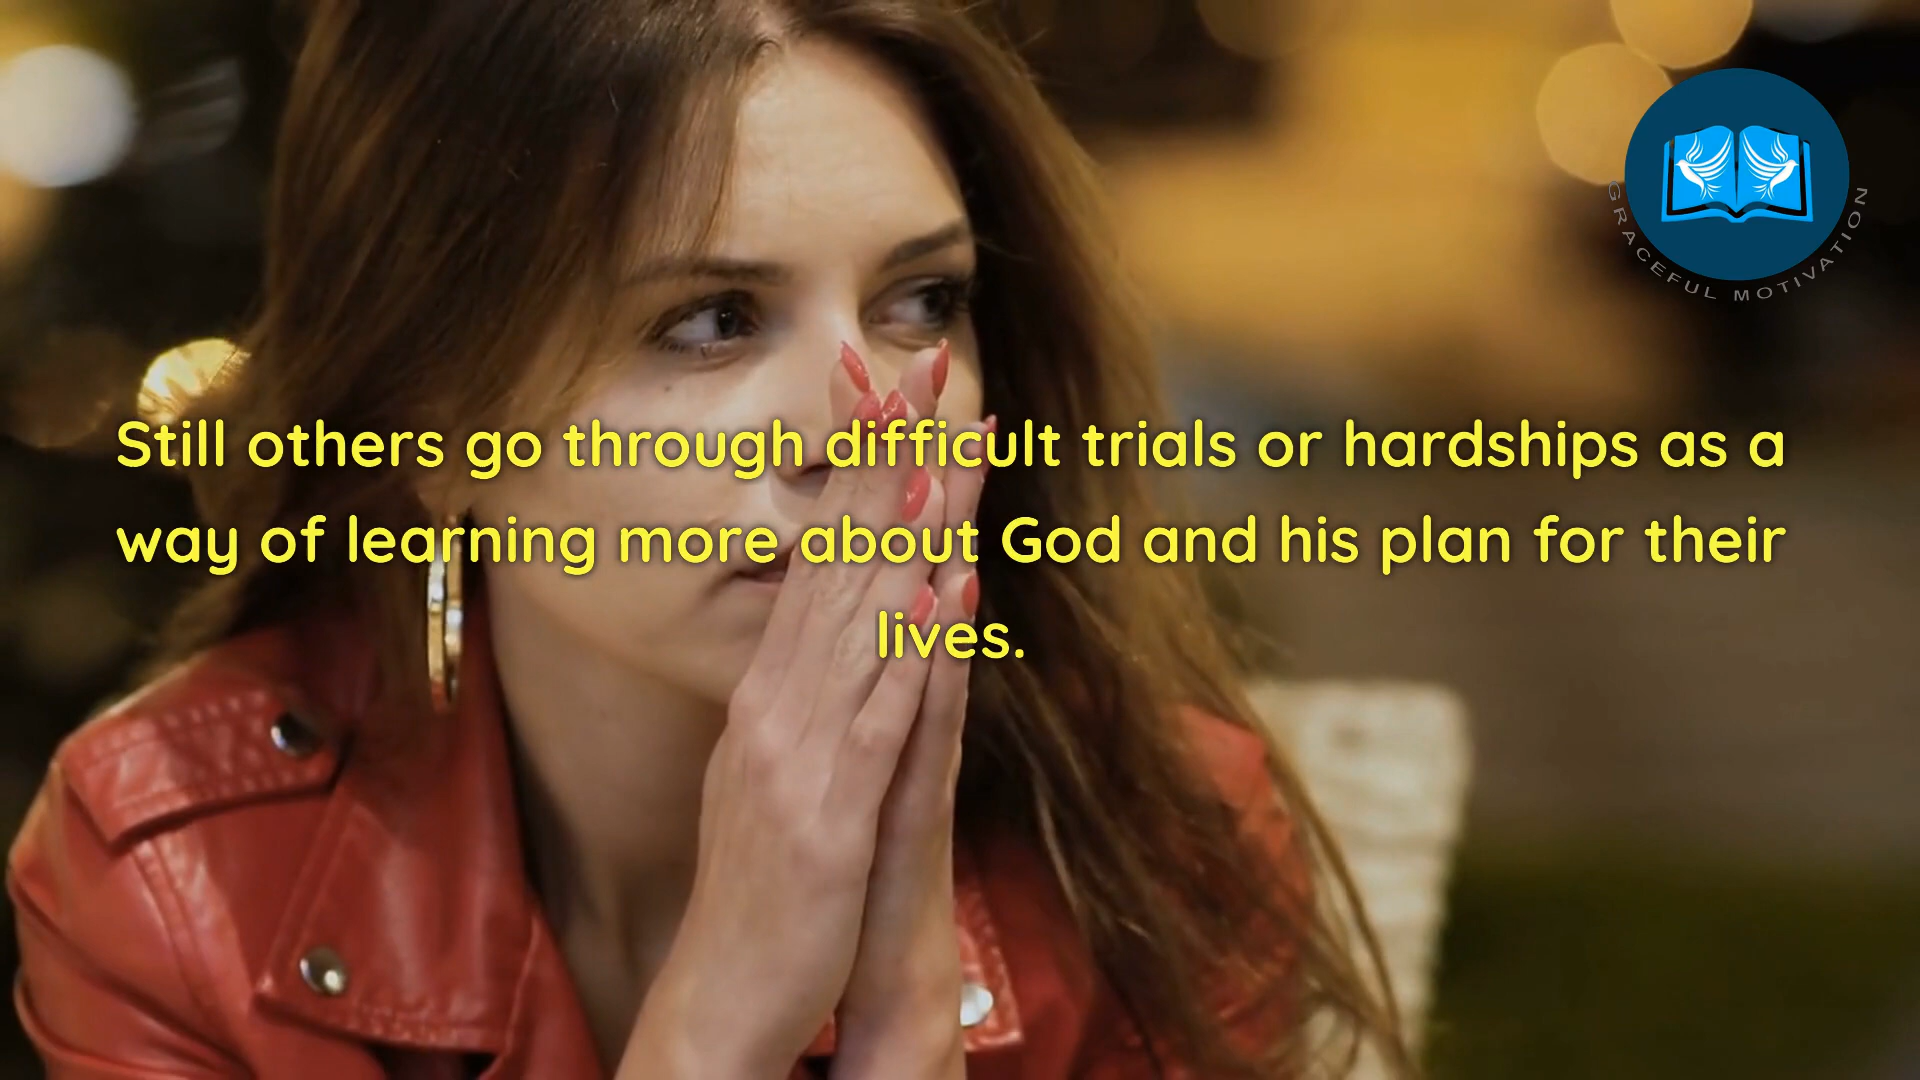 GRACEFUL MOTIVATION
Still others go through difficult trials or hardships as a
way of learning more about God and his plan for their
lives.